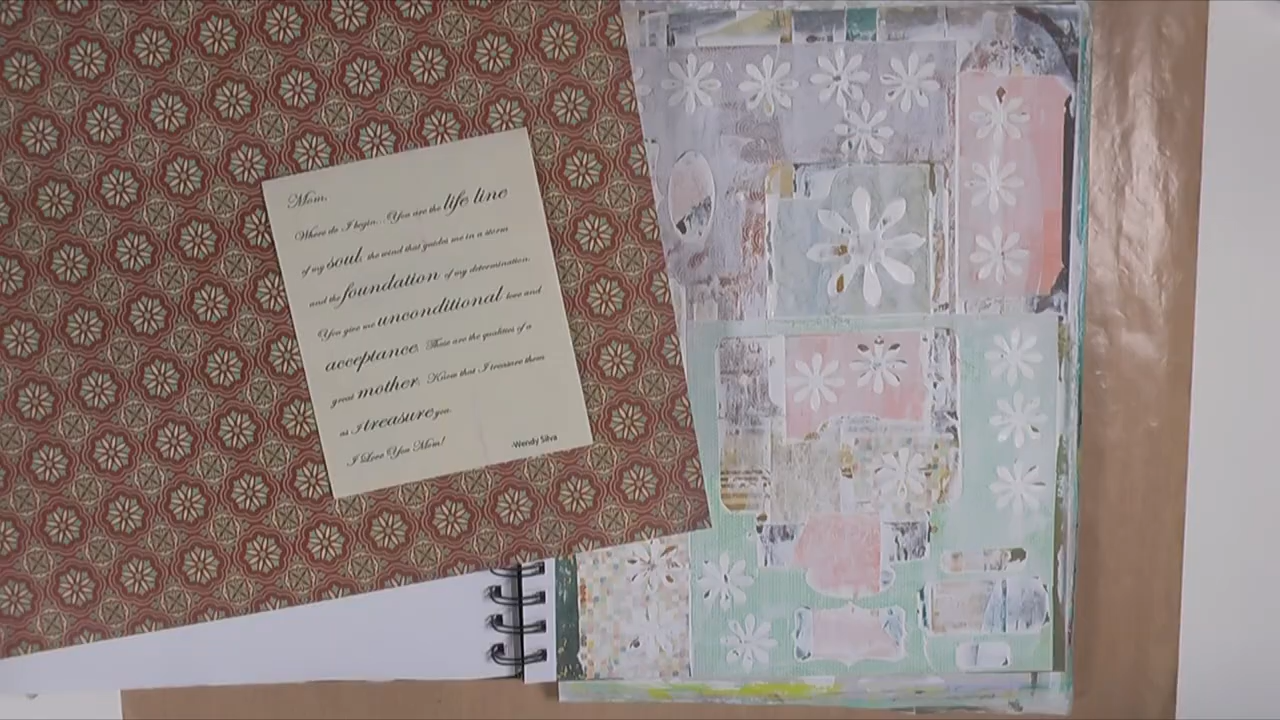 Mom,
Where do I begin... You are the life line
of my soul, the wind that guides me in a storm
and the foundation of my determination.
You give me unconditional love and
acceptance. These are the qualities of a
great mother. Know that I treasure them
as I treasure you.
I Love You Mom!
-Wendy Silva